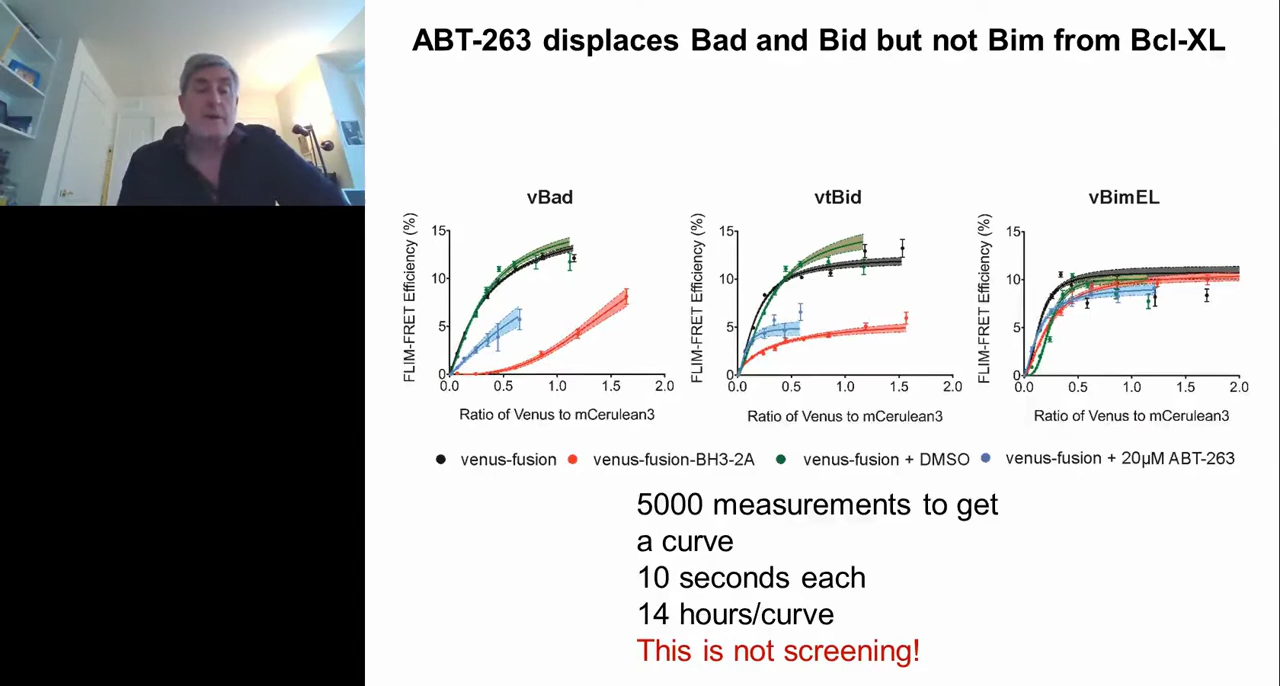 ABT-263 displaces Bad and Bid but not Bim from Bcl-XL
vBad
vtBid
vBimEL
FLIM-FRET Efficiency (%)
15
10
5
0
0.0
0.5
1.0
1.5
2.0
Ratio of Venus to mCerulean3
FLIM-FRET Efficiency (%)
15
10
5
0
0.0
0.5
1.0
1.5
2.0
Ratio of Venus to mCerulean3
FLIM-FRET Efficiency (%)
15
10
5
0
0.0
0.5
1.0
1.5
2.0
Ratio of Venus to mCerulean3
venus-fusion
venus-fusion-BH3-2A
venus-fusion + DMSO
venus-fusion + 20µM ABT-263
5000 measurements to get
a curve
10 seconds each
14 hours/curve
This is not screening!